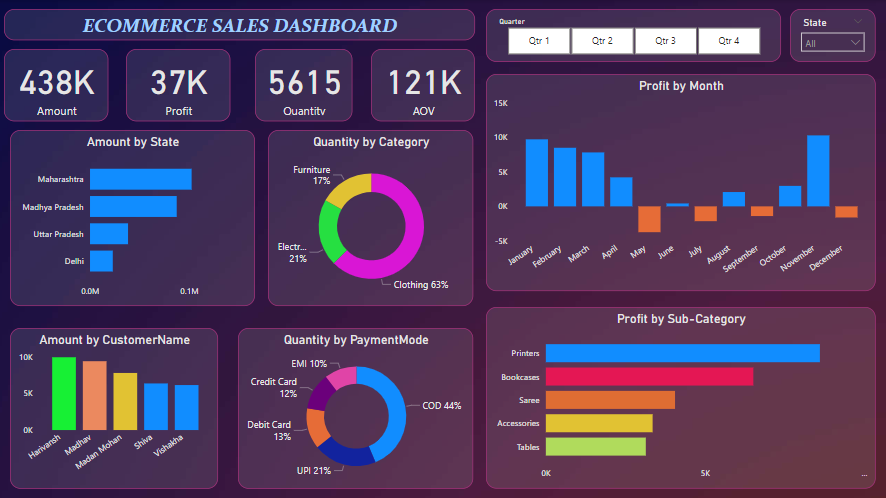 ECOMMERCE SALES DASHBOARD
438K
Amount
37K
Profit
5615
Quantity
121K
AOV
Quarter
Qtr 1
Qtr 2
Qtr 3
Qtr 4
State
All
Amount by State
Maharashtra
Madhya Pradesh
Uttar Pradesh
Delhi
0.0M
0.1M
Quantity by Category
Furniture
17%
Electr...
21%
Clothing 63%
Profit by Month
15K
10K
5K
0K
-5K
January
February
March
April
May
June
July
August
September
October
November
December
Amount by CustomerName
10K
5K
0K
Harivansh
Madhav
Madan Mohan
Shiva
Vishakha
Quantity by PaymentMode
EMI 10%
Credit Card
12%
Debit Card
13%
UPI 21%
COD 44%
Profit by Sub-Category
Printers
Bookcases
Saree
Accessories
Tables
0K
5K
...